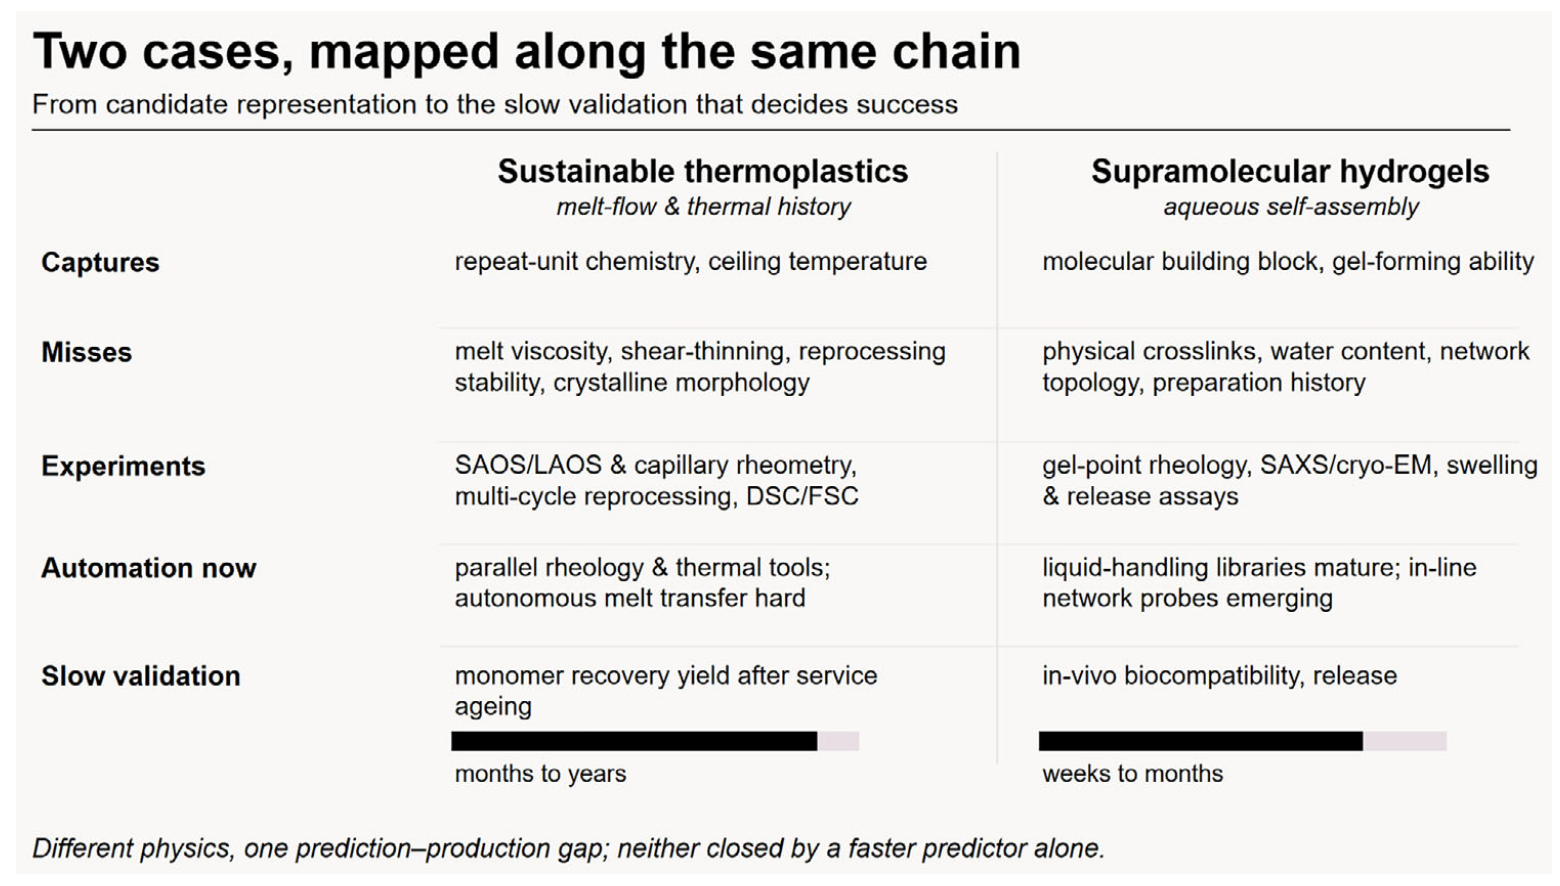 Two cases, mapped along the same chain
From candidate representation to the slow validation that decides success
Sustainable thermoplastics
melt-flow & thermal history
Supramolecular hydrogels
aqueous self-assembly
Captures
repeat-unit chemistry, ceiling temperature
molecular building block, gel-forming ability
Misses
melt viscosity, shear-thinning, reprocessing
stability, crystalline morphology
physical crosslinks, water content, network
topology, preparation history
Experiments
SAOS/LAOS & capillary rheometry,
multi-cycle reprocessing, DSC/FSC
gel-point rheology, SAXS/cryo-EM, swelling
& release assays
Automation now
parallel rheology & thermal tools;
autonomous melt transfer hard
liquid-handling libraries mature; in-line
network probes emerging
Slow validation
monomer recovery yield after service
ageing
months to years
in-vivo biocompatibility, release
weeks to months
Different physics, one prediction–production gap; neither closed by a faster predictor alone.